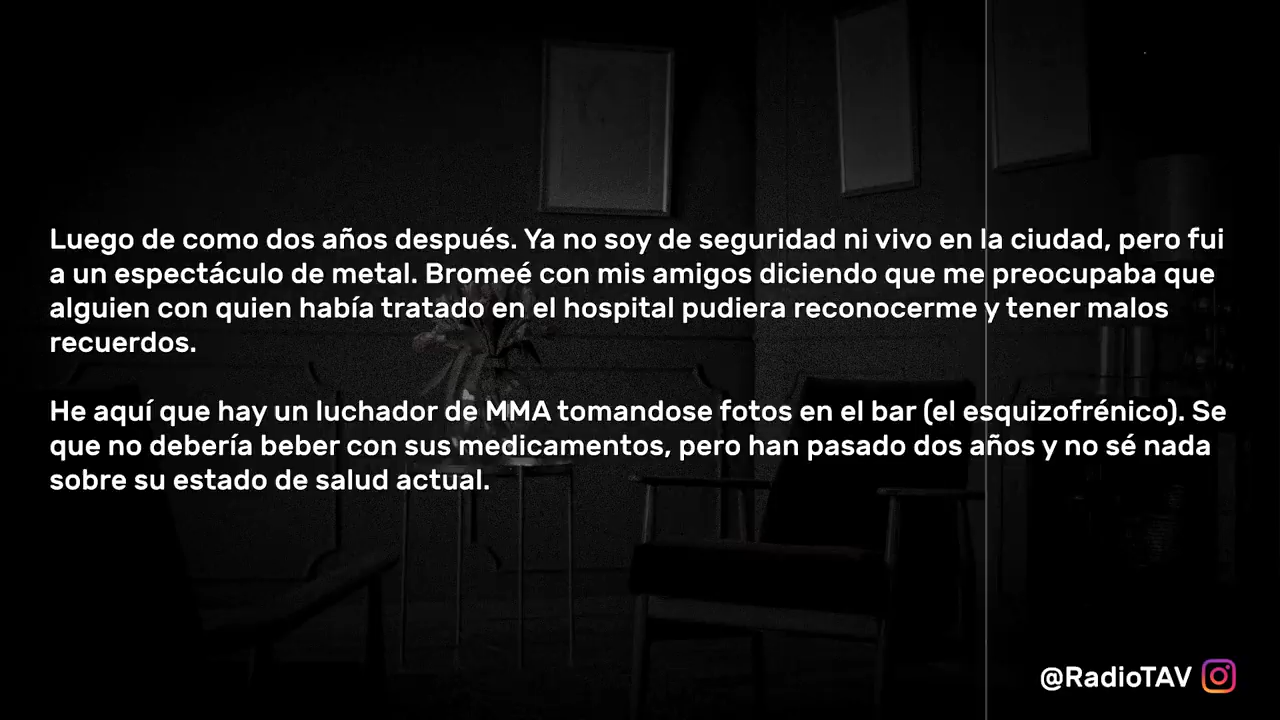 Luego de como dos años después. Ya no soy de seguridad ni vivo en la ciudad, pero fui
a un espectáculo de metal. Bromeé con mis amigos diciendo que me preocupaba que
alguien con quien había tratado en el hospital pudiera reconocerme y tener malos
recuerdos.
He aquí que hay un luchador de MMA tomandose fotos en el bar (el esquizofrénico). Se
que no debería beber con sus medicamentos, pero han pasado dos años y no sé nada
sobre su estado de salud actual.
@RadioTAV